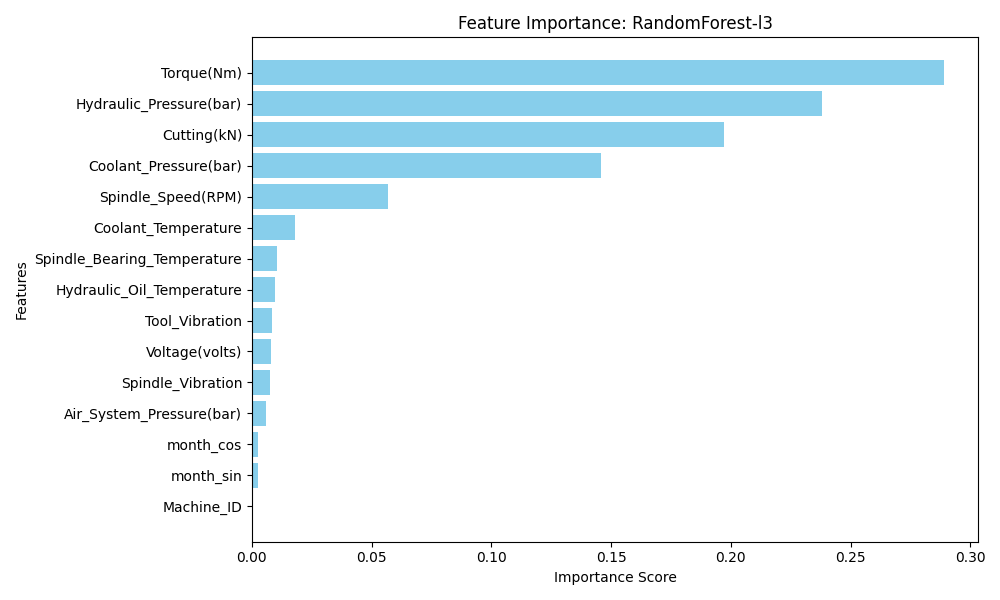 Feature Importance: RandomForest-l3
Torque(Nm)
Hydraulic_Pressure(bar)
Cutting(kN)
Coolant_Pressure(bar)
Spindle_Speed(RPM)
Coolant_Temperature
Spindle_Bearing_Temperature
Hydraulic_Oil_Temperature
Tool_Vibration
Voltage(volts)
Spindle_Vibration
Air_System_Pressure(bar)
month_cos
month_sin
Machine_ID
Features
0.00 0.05 0.10 0.15 0.20 0.25 0.30
Importance Score